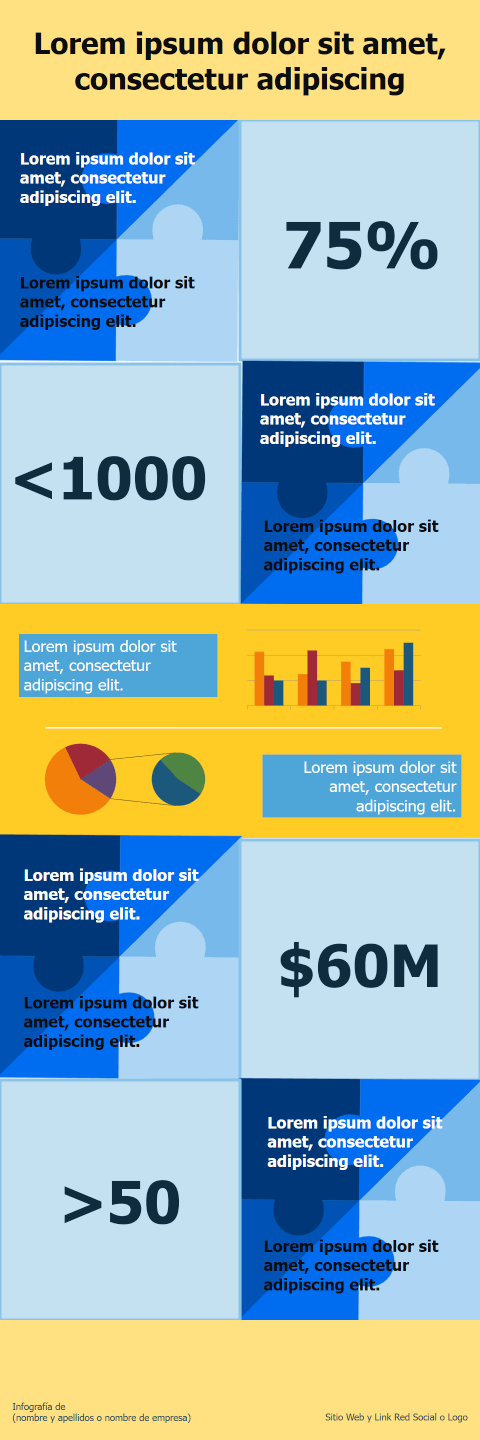 Lorem ipsum dolor sit amet,
consectetur adipiscing
Lorem ipsum dolor sit
amet, consectetur
adipiscing elit.
Lorem ipsum dolor sit
amet, consectetur
adipiscing elit.
75%
<1000
Lorem ipsum dolor sit
amet, consectetur
adipiscing elit.
Lorem ipsum dolor sit
amet, consectetur
adipiscing elit.
Lorem ipsum dolor sit
amet, consectetur
adipiscing elit.
Lorem ipsum dolor sit
amet, consectetur
adipiscing elit.
Lorem ipsum dolor sit
amet, consectetur
adipiscing elit.
Lorem ipsum dolor sit
amet, consectetur
adipiscing elit.
$60M
>50
Lorem ipsum dolor sit
amet, consectetur
adipiscing elit.
Lorem ipsum dolor sit
amet, consectetur
adipiscing elit.
Infografía de
(nombre y apellidos o nombre de empresa)
Sitio Web y Link Red Social o Logo